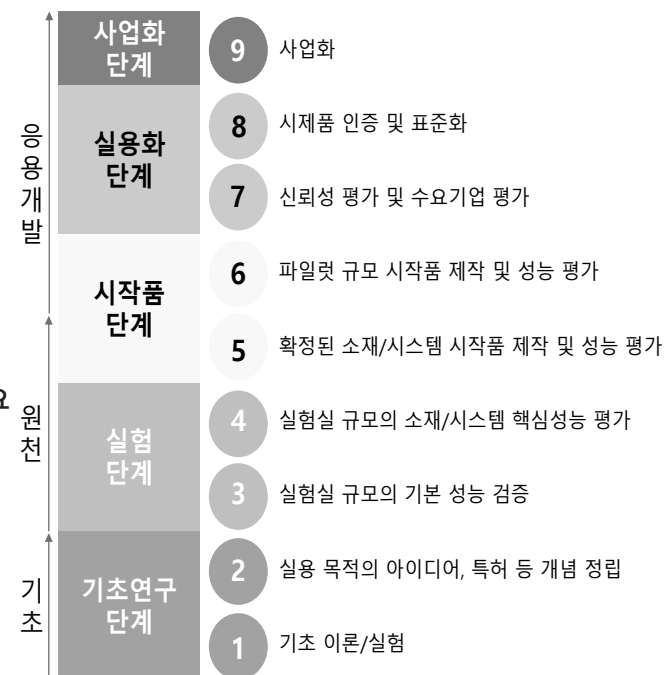 사업화
단계
9 사업화
실용화
단계
8 시제품 인증 및 표준화
7 신뢰성 평가 및 수요기업 평가
응용개발
시작품
단계
6 파일럿 규모 시작품 제작 및 성능 평가
5 확정된 소재/시스템 시작품 제작 및 성능 평가
요
원천
실험
단계
4 실험실 규모의 소재/시스템 핵심성능 평가
3 실험실 규모의 기본 성능 검증
기초
기초연구
단계
2 실용 목적의 아이디어, 특허 등 개념 정립
1 기초 이론/실험